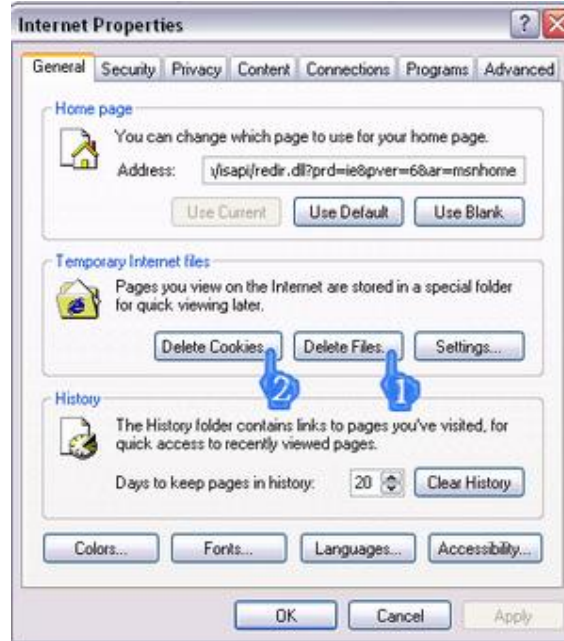 Internet Properties
?
General Security Privacy Content Connections Programs Advanced
Home page
You can change which page to use for your home page.
Address: \/isapi/redir.dll?prd=ie&pver=6&ar=msnhome
Use Current Use Default Use Blank
Temporary Internet files
Pages you view on the Internet are stored in a special folder
for quick viewing later.
Delete Cookies... Delete Files... Settings...
2 1
History
The History folder contains links to pages you've visited, for
quick access to recently viewed pages.
Days to keep pages in history: 20 Clear History
Colors... Fonts... Languages... Accessibility...
OK Cancel Apply